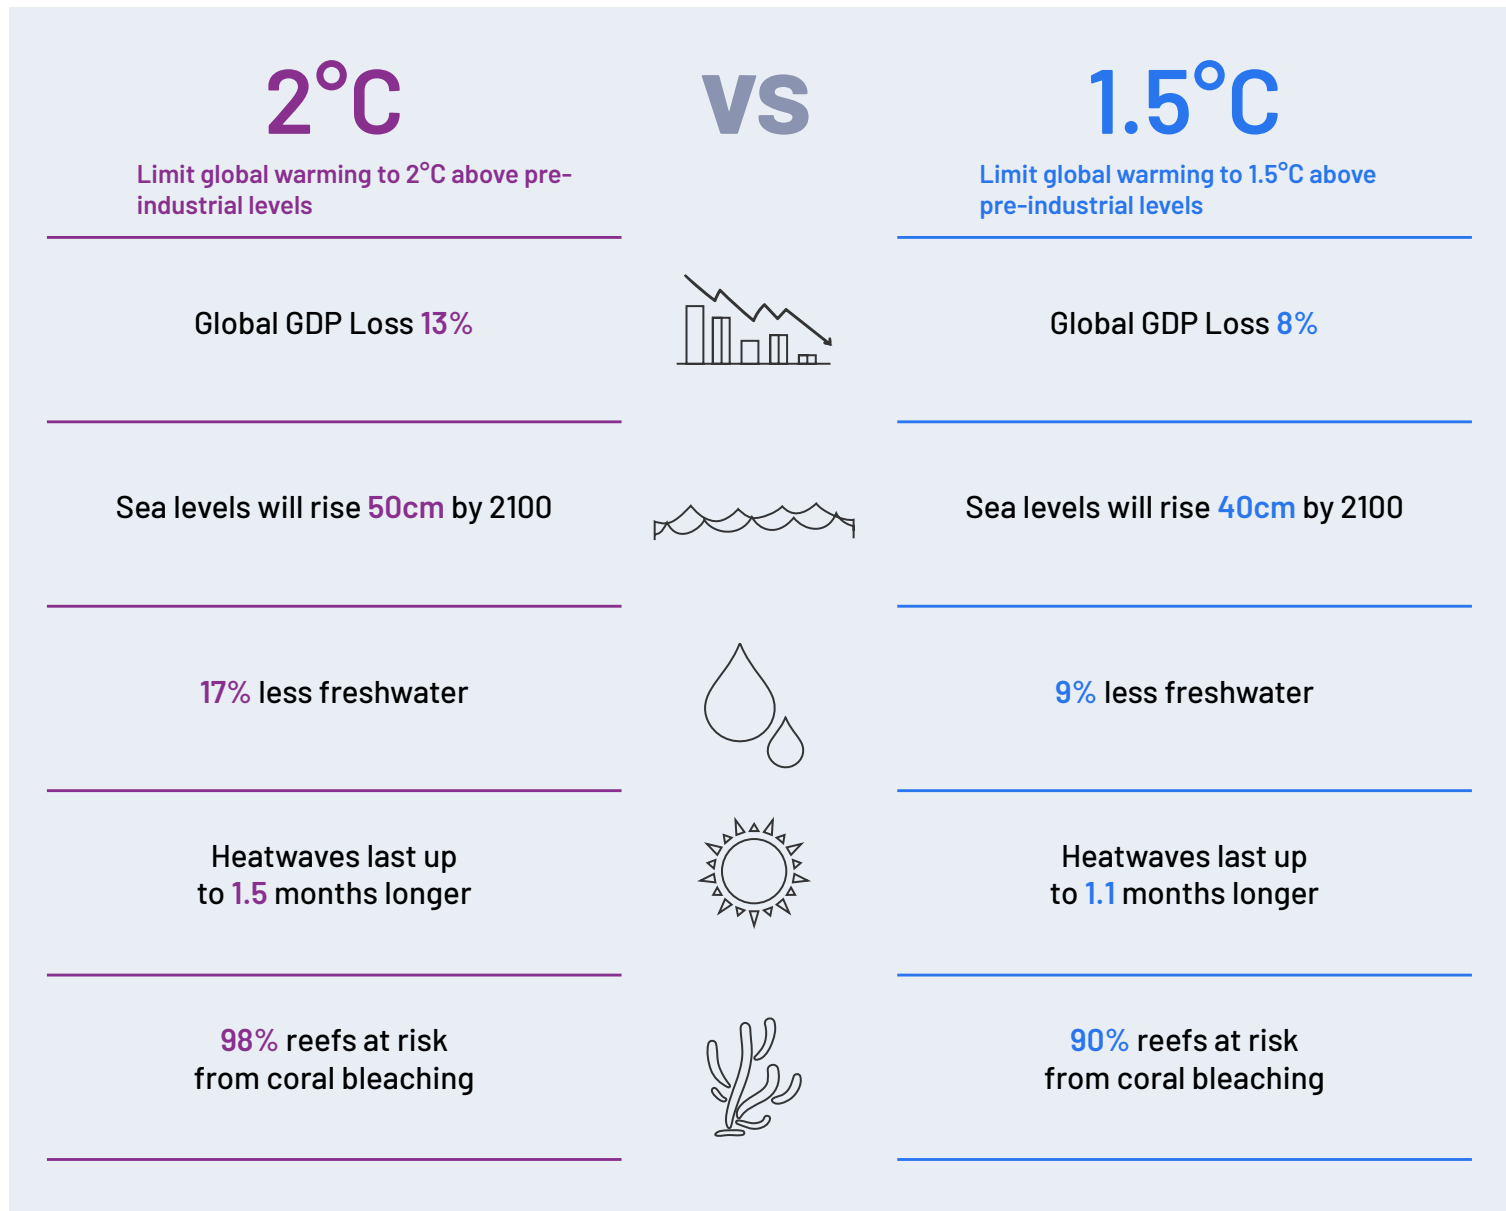 2°C
VS
1.5°C
Limit global warming to 2°C above pre-
industrial levels
Limit global warming to 1.5°C above
pre-industrial levels
Global GDP Loss 13%
Global GDP Loss 8%
Sea levels will rise 50cm by 2100
Sea levels will rise 40cm by 2100
17% less freshwater
9% less freshwater
Heatwaves last up
to 1.5 months longer
Heatwaves last up
to 1.1 months longer
98% reefs at risk
from coral bleaching
90% reefs at risk
from coral bleaching